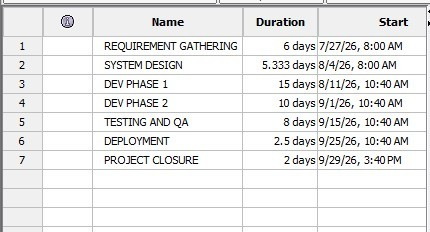 Name Duration Start
1 REQUIREMENT GATHERING 6 days 7/27/26, 8:00 AM
2 SYSTEM DESIGN 5.333 days 8/4/26, 8:00 AM
3 DEV PHASE 1 15 days 8/11/26, 10:40 AM
4 DEV PHASE 2 10 days 9/1/26, 10:40 AM
5 TESTING AND QA 8 days 9/15/26, 10:40 AM
6 DEPLOYMENT 2.5 days 9/25/26, 10:40 AM
7 PROJECT CLOSURE 2 days 9/29/26, 3:40 PM